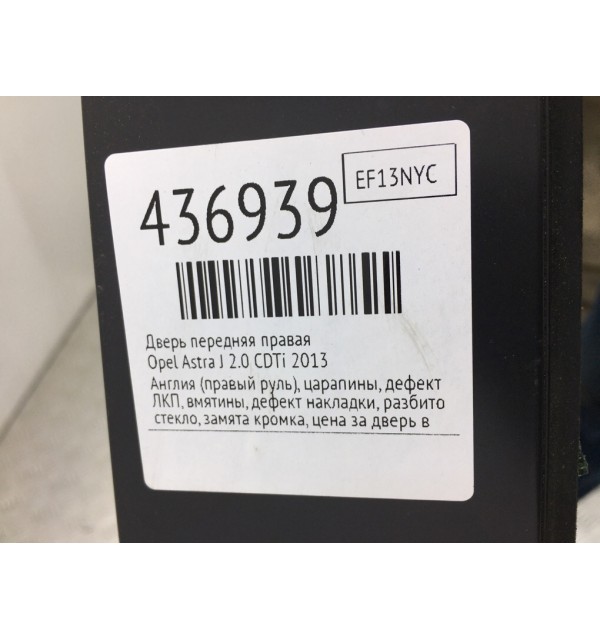 436939
EF13NYC
Дверь передняя правая
Opel Astra J 2.0 CDTi 2013
Англия (правый руль), царапины, дефект
ЛКП, вмятины, дефект накладки, разбито
стекло, замята кромка, цена за дверь в